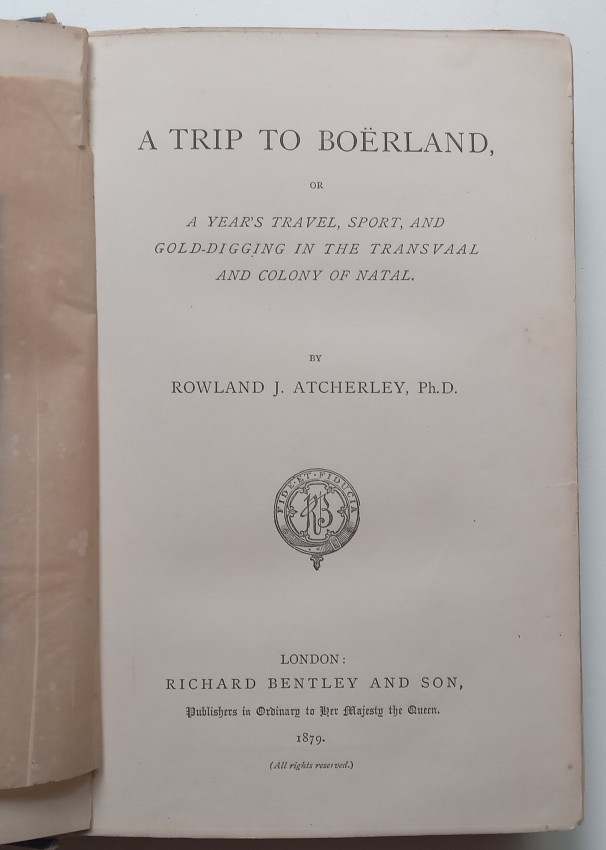 A TRIP TO BOËRLAND,
OR
A YEAR'S TRAVEL, SPORT, AND
GOLD-DIGGING IN THE TRANSVAAL
AND COLONY OF NATAL.
BY
ROWLAND J. ATCHERLEY, Ph.D.
FIDE·ET·FIDUCIA
RB
LONDON:
RICHARD BENTLEY AND SON,
Publishers in Ordinary to Her Majesty the Queen.
1879.
(All rights reserved.)